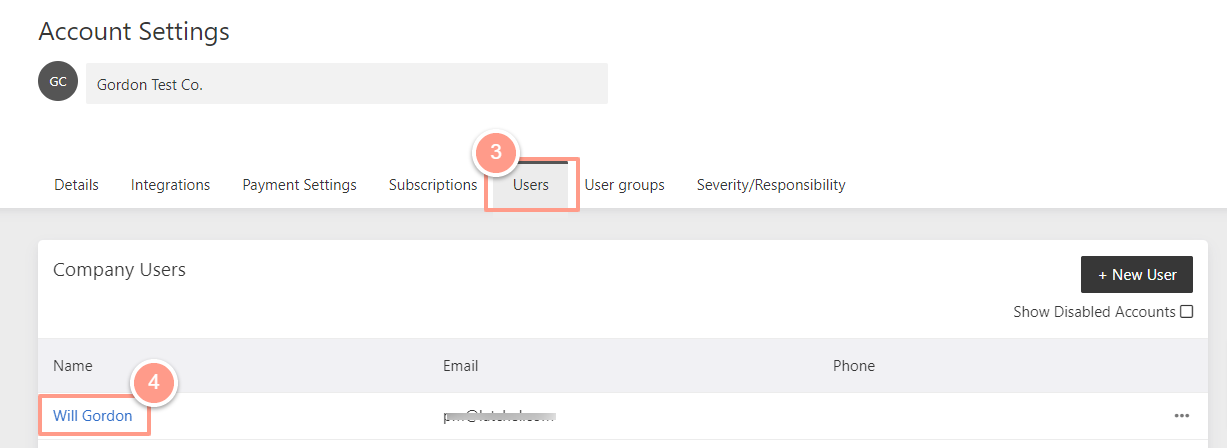 Account Settings
GC
Gordon Test Co.
3
Details Integrations Payment Settings Subscriptions Users User groups Severity/Responsibility
Company Users
+ New User
Show Disabled Accounts
Name Email Phone
4
Will Gordon